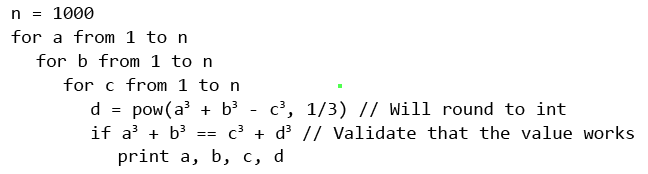 n = 1000
for a from 1 to n
for b from 1 to n
for c from 1 to n
d = pow(a³ + b³ - c³, 1/3) // Will round to int
if a³ + b³ == c³ + d³ // Validate that the value works
print a, b, c, d